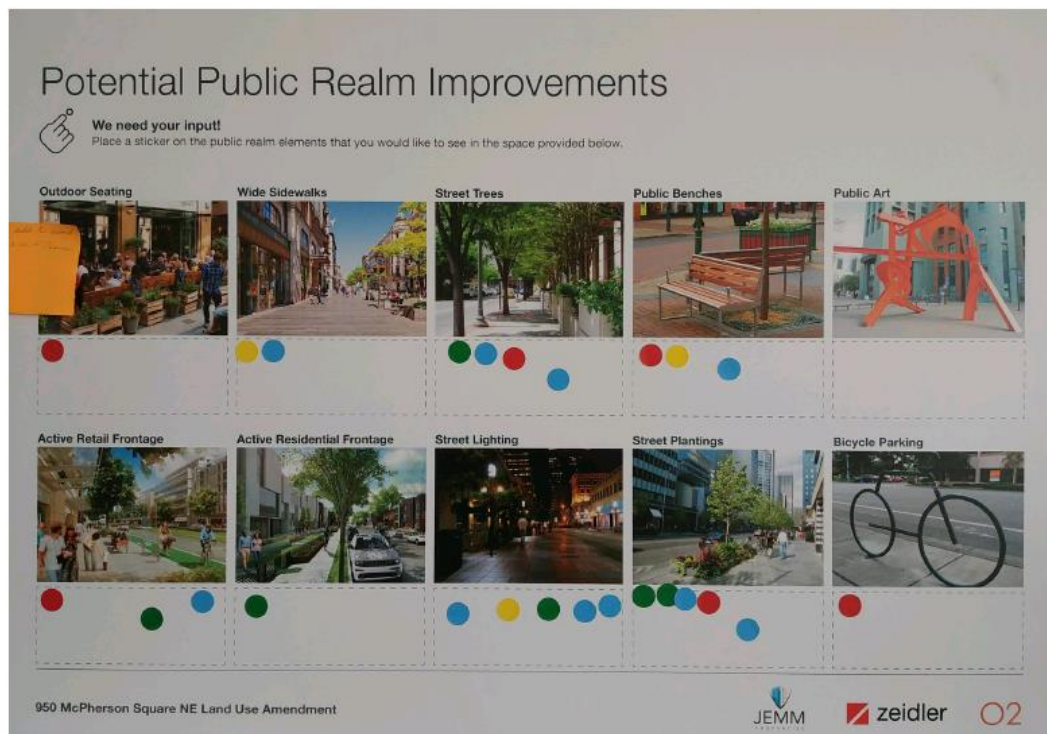 Potential Public Realm Improvements
We need your input!
Place a sticker on the public realm elements that you would like to see in the space provided below.
Outdoor Seating
Wide Sidewalks
Street Trees
Public Benches
Public Art
Active Retail Frontage
Active Residential Frontage
Street Lighting
Street Plantings
Bicycle Parking
950 McPherson Square NE Land Use Amendment
JEMM
zeidler
O2